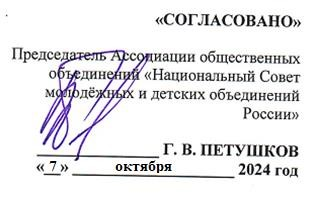 «СОГЛАСОВАНО»
Председатель Ассоциации общественных
объединений «Национальный Совет
молодёжных и детских объединений
России»
Г. В. ПЕТУШКОВ
« 7 » октября 2024 год